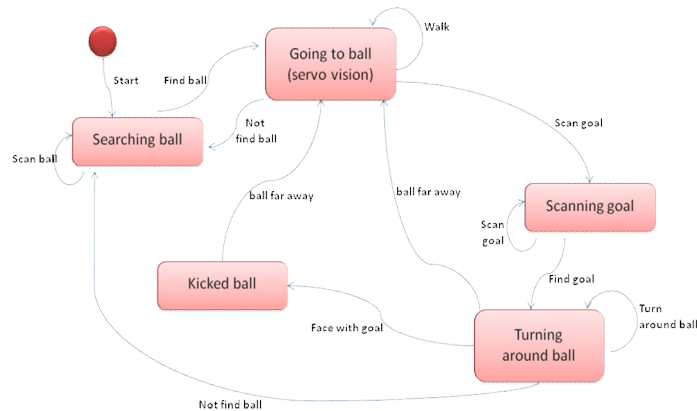 Walk
Going to ball
(servo vision)
Start
Find ball
Searching ball
Not
find ball
Scan ball
Scan goal
ball far away
ball far away
Scanning goal
Scan
goal
Kicked ball
Find goal
Face with goal
Turning
around ball
Turn
around ball
Not find ball